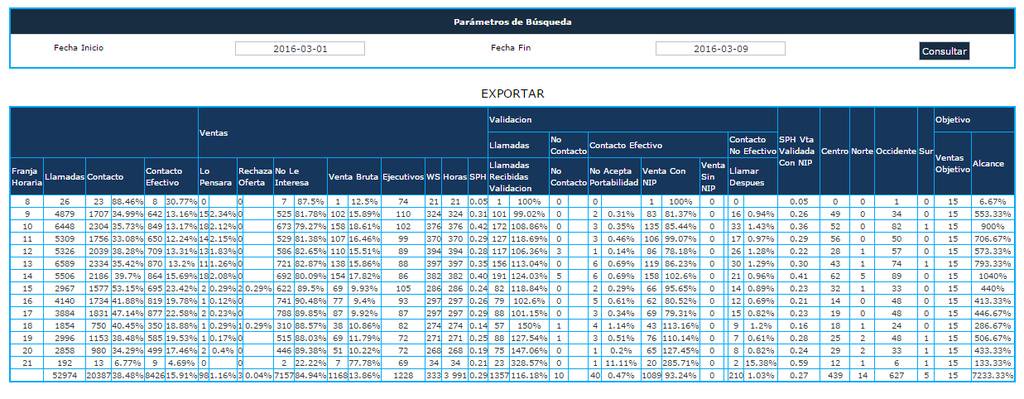 Parámetros de Búsqueda
Fecha Inicio 2016-03-01 Fecha Fin 2016-03-09 Consultar
EXPORTAR
Ventas Validacion SPH Vta Validada Con NIP Centro Norte Occidente Sur Objetivo
Llamadas No Contacto Contacto Efectivo Contacto No Efectivo Ventas Objetivo Alcance
Franja Horaria Llamadas Contacto Contacto Efectivo Lo Pensara Rechaza Oferta No Le Interesa Venta Bruta Ejecutivos WS Horas SPH Llamadas Recibidas Validacion No Contacto No Acepta Portabilidad Venta Con NIP Venta Sin NIP Llamar Despues
8 26 23 88.46% 8 30.77% 0 0 7 87.5% 1 12.5% 74 21 21 0.05 1 100% 0 0 1 100% 0 0 0.05 0 0 1 0 15 6.67%
9 4879 1707 34.99% 642 13.16% 15 2.34% 0 525 81.78% 102 15.89% 110 324 324 0.31 101 99.02% 0 2 0.31% 83 81.37% 0 16 0.94% 0.26 49 0 34 0 15 553.33%
10 6448 2304 35.73% 849 13.17% 18 2.12% 0 673 79.27% 158 18.61% 102 376 376 0.42 172 108.86% 0 3 0.35% 135 85.44% 0 33 1.43% 0.36 52 0 82 1 15 900%
11 5309 1756 33.08% 650 12.24% 14 2.15% 0 529 81.38% 107 16.46% 99 370 370 0.29 127 118.69% 0 3 0.46% 106 99.07% 0 17 0.97% 0.29 56 0 50 0 15 706.67%
12 5326 2039 38.28% 709 13.31% 13 1.83% 0 586 82.65% 110 15.51% 89 394 394 0.28 117 106.36% 3 1 0.14% 86 78.18% 0 26 1.28% 0.22 28 1 57 0 15 573.33%
13 6589 2334 35.42% 870 13.2% 11 1.26% 0 721 82.87% 138 15.86% 88 397 397 0.35 156 113.04% 0 6 0.69% 119 86.23% 0 30 1.29% 0.30 43 1 74 1 15 793.33%
14 5506 2186 39.7% 864 15.69% 18 2.08% 0 692 80.09% 154 17.82% 86 382 382 0.40 191 124.03% 5 6 0.69% 158 102.6% 0 21 0.96% 0.41 62 5 89 0 15 1040%
15 2967 1577 53.15% 695 23.42% 2 0.29% 2 0.29% 622 89.5% 69 9.93% 105 286 286 0.24 82 118.84% 0 2 0.29% 66 95.65% 0 14 0.89% 0.23 32 1 33 0 15 440%
16 4140 1734 41.88% 819 19.78% 1 0.12% 0 741 90.48% 77 9.4% 93 297 297 0.26 79 102.6% 0 5 0.61% 62 80.52% 0 12 0.69% 0.21 14 0 48 0 15 413.33%
17 3884 1831 47.14% 877 22.58% 2 0.23% 0 788 89.85% 87 9.92% 87 297 297 0.29 88 101.15% 0 3 0.34% 69 79.31% 0 15 0.82% 0.23 19 0 48 0 15 446.67%
18 1854 750 40.45% 350 18.88% 1 0.29% 1 0.29% 310 88.57% 38 10.86% 82 274 274 0.14 57 150% 1 4 1.14% 43 113.16% 0 9 1.2% 0.16 18 1 24 0 15 286.67%
19 2996 1153 38.48% 585 19.53% 1 0.17% 0 515 88.03% 69 11.79% 72 271 271 0.25 88 127.54% 1 3 0.51% 76 110.14% 0 7 0.61% 0.28 25 2 48 1 15 506.67%
20 2858 980 34.29% 499 17.46% 2 0.4% 0 446 89.38% 51 10.22% 72 268 268 0.19 75 147.06% 0 1 0.2% 65 127.45% 0 8 0.82% 0.24 29 2 33 1 15 433.33%
21 192 13 6.77% 9 4.69% 0 0 2 22.22% 7 77.78% 69 34 34 0.21 23 328.57% 0 1 11.11% 20 285.71% 0 2 15.38% 0.59 12 1 6 1 15 133.33%
52974 20387 38.48% 8426 15.91% 98 1.16% 3 0.04% 7157 84.94% 1168 13.86% 1228 333 3 991 0.29 1357 116.18% 10 40 0.47% 1089 93.24% 0 210 1.03% 0.27 439 14 627 5 15 7233.33%